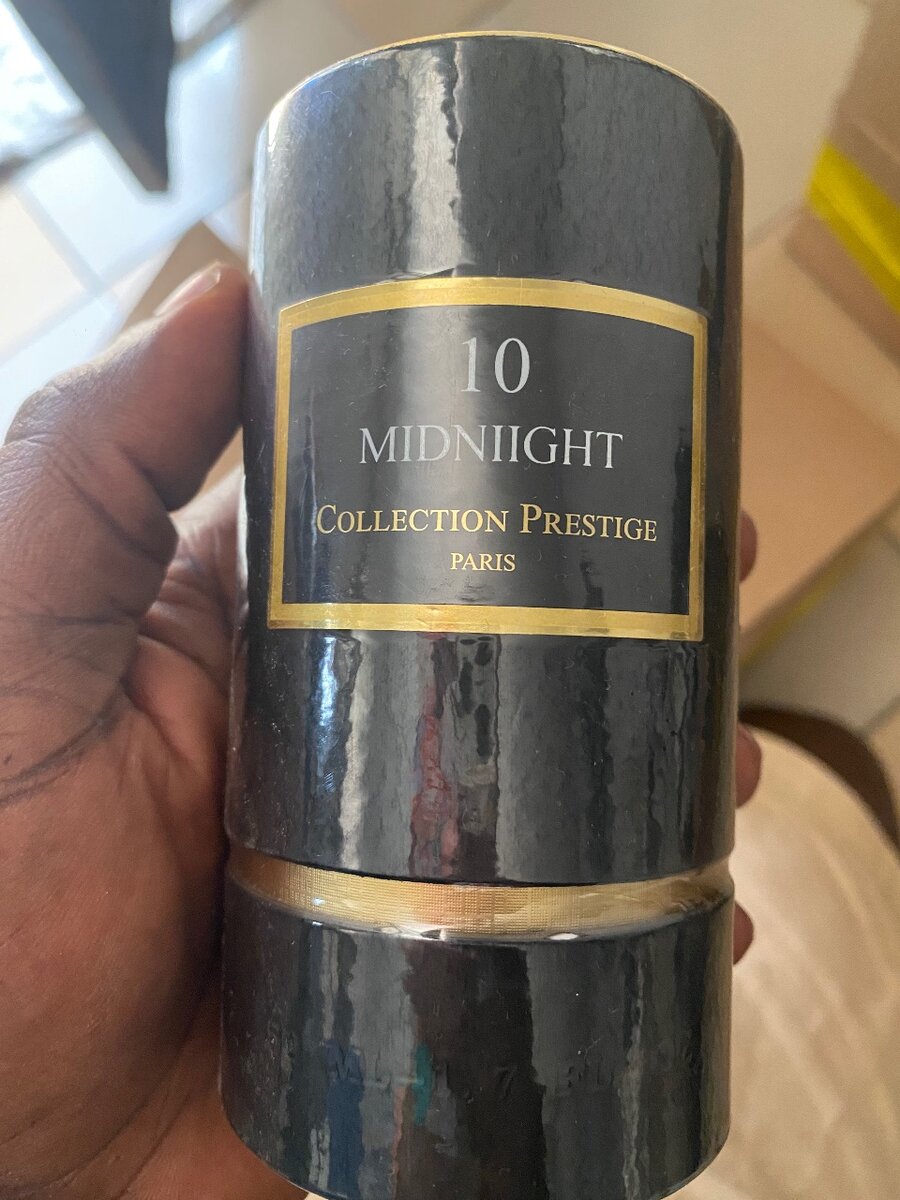 10
MIDNIIGHT
COLLECTION PRESTIGE
PARIS